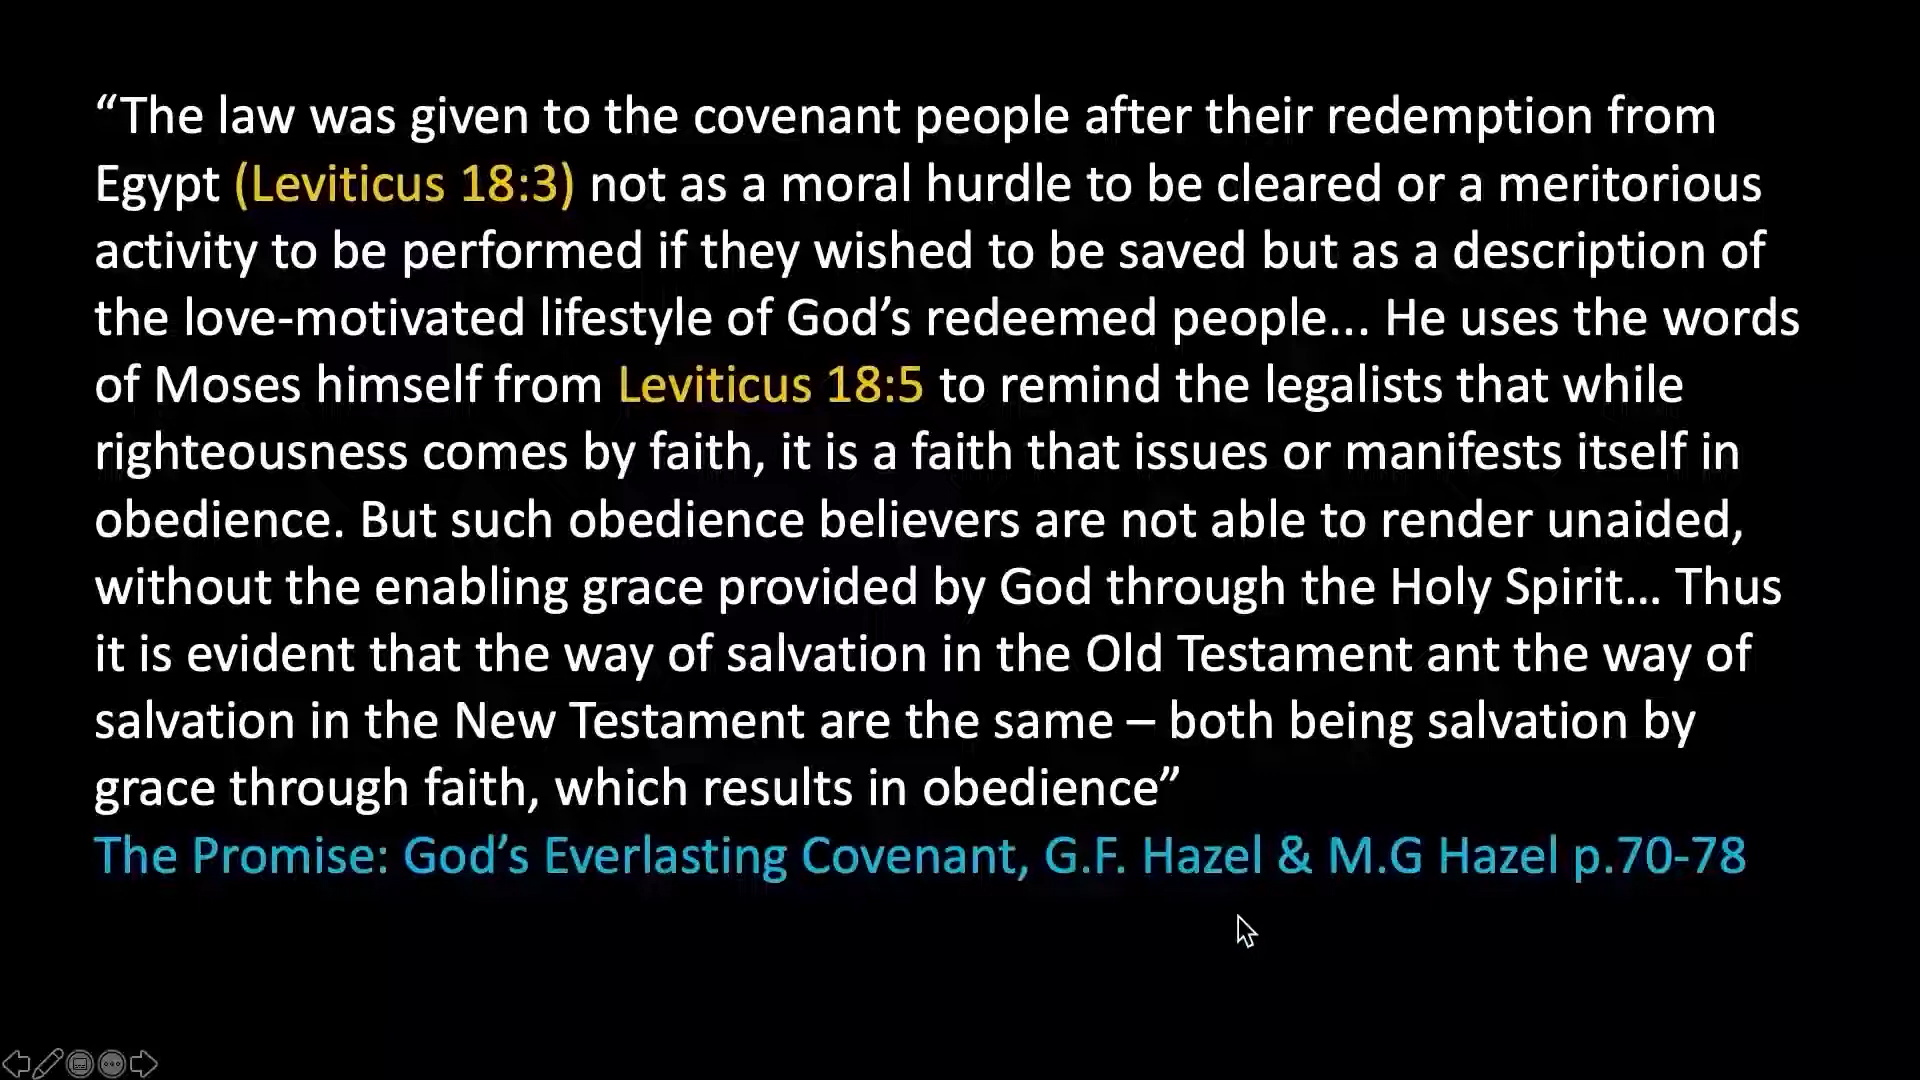 “The law was given to the covenant people after their redemption from
Egypt (Leviticus 18:3) not as a moral hurdle to be cleared or a meritorious
activity to be performed if they wished to be saved but as a description of
the love-motivated lifestyle of God’s redeemed people... He uses the words
of Moses himself from Leviticus 18:5 to remind the legalists that while
righteousness comes by faith, it is a faith that issues or manifests itself in
obedience. But such obedience believers are not able to render unaided,
without the enabling grace provided by God through the Holy Spirit... Thus
it is evident that the way of salvation in the Old Testament ant the way of
salvation in the New Testament are the same – both being salvation by
grace through faith, which results in obedience”
The Promise: God’s Everlasting Covenant, G.F. Hazel & M.G Hazel p.70-78